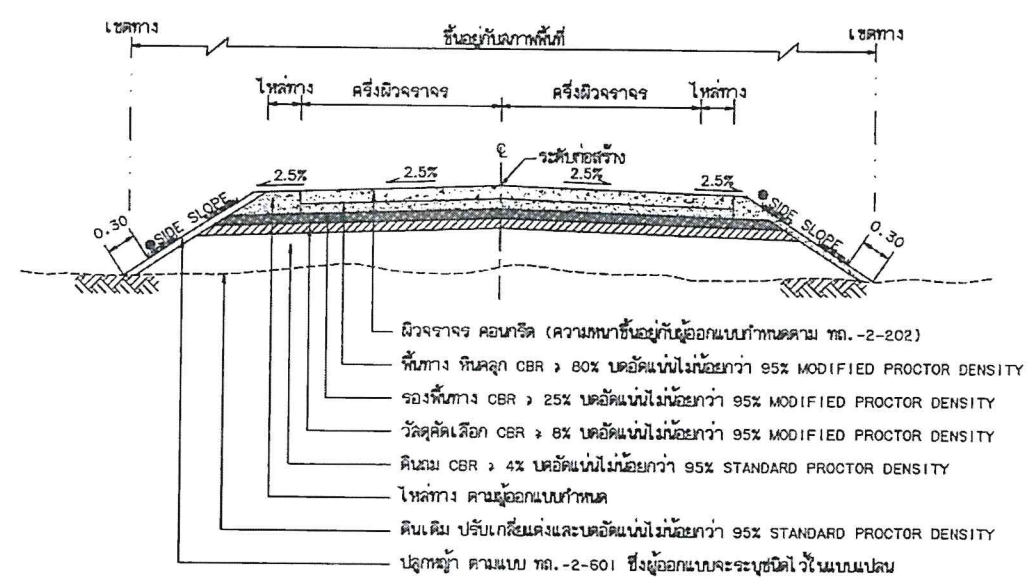 เขตทาง
ขึ้นอยู่กับสภาพพื้นที่
เขตทาง
ไหล่ทาง
ครึ่งผิวจราจร
ครึ่งผิวจราจร
ไหล่ทาง
℄
ระดับก่อสร้าง
2.5%
2.5%
2.5%
2.5%
0.30
SIDE SLOPE
SIDE SLOPE
0.30
ผิวจราจร คอนกรีต (ความหนาขึ้นอยู่กับผู้ออกแบบกำหนดตาม ทถ.-2-202)
พื้นทาง หินคลุก CBR ≥ 80% บดอัดแน่นไม่น้อยกว่า 95% MODIFIED PROCTOR DENSITY
รองพื้นทาง CBR ≥ 25% บดอัดแน่นไม่น้อยกว่า 95% MODIFIED PROCTOR DENSITY
วัสดุคัดเลือก CBR ≥ 8% บดอัดแน่นไม่น้อยกว่า 95% MODIFIED PROCTOR DENSITY
ดินถม CBR ≥ 4% บดอัดแน่นไม่น้อยกว่า 95% STANDARD PROCTOR DENSITY
ไหล่ทาง ตามผู้ออกแบบกำหนด
ดินเดิม ปรับเกลี่ยแต่งและบดอัดแน่นไม่น้อยกว่า 95% STANDARD PROCTOR DENSITY
ปลูกหญ้า ตามแบบ ทถ.-2-601 ซึ่งผู้ออกแบบจะระบุชนิดไว้ในแบบแปลน